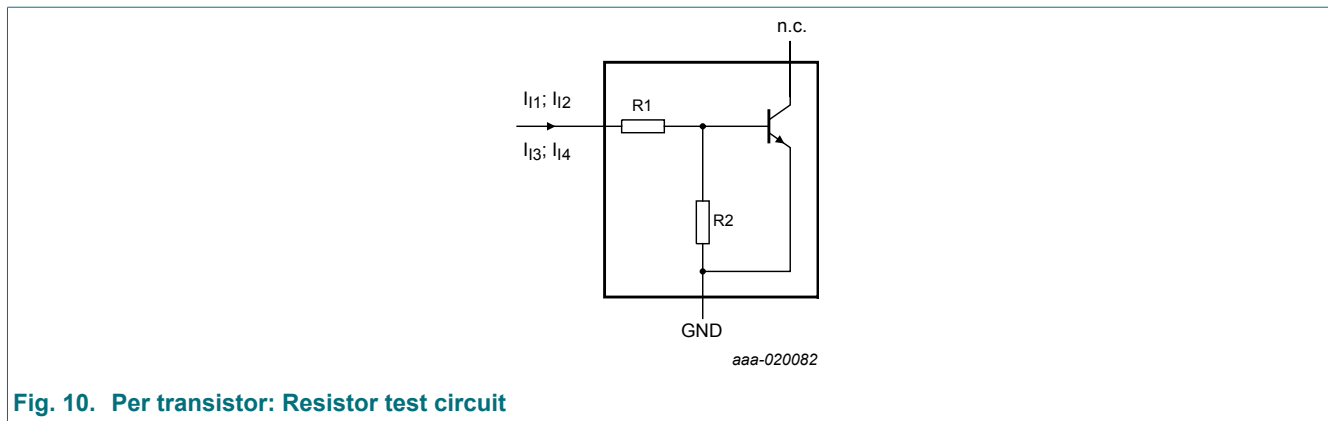 n.c.
II1; II2
R1
II3; II4
R2
GND
aaa-020082
Fig. 10. Per transistor: Resistor test circuit